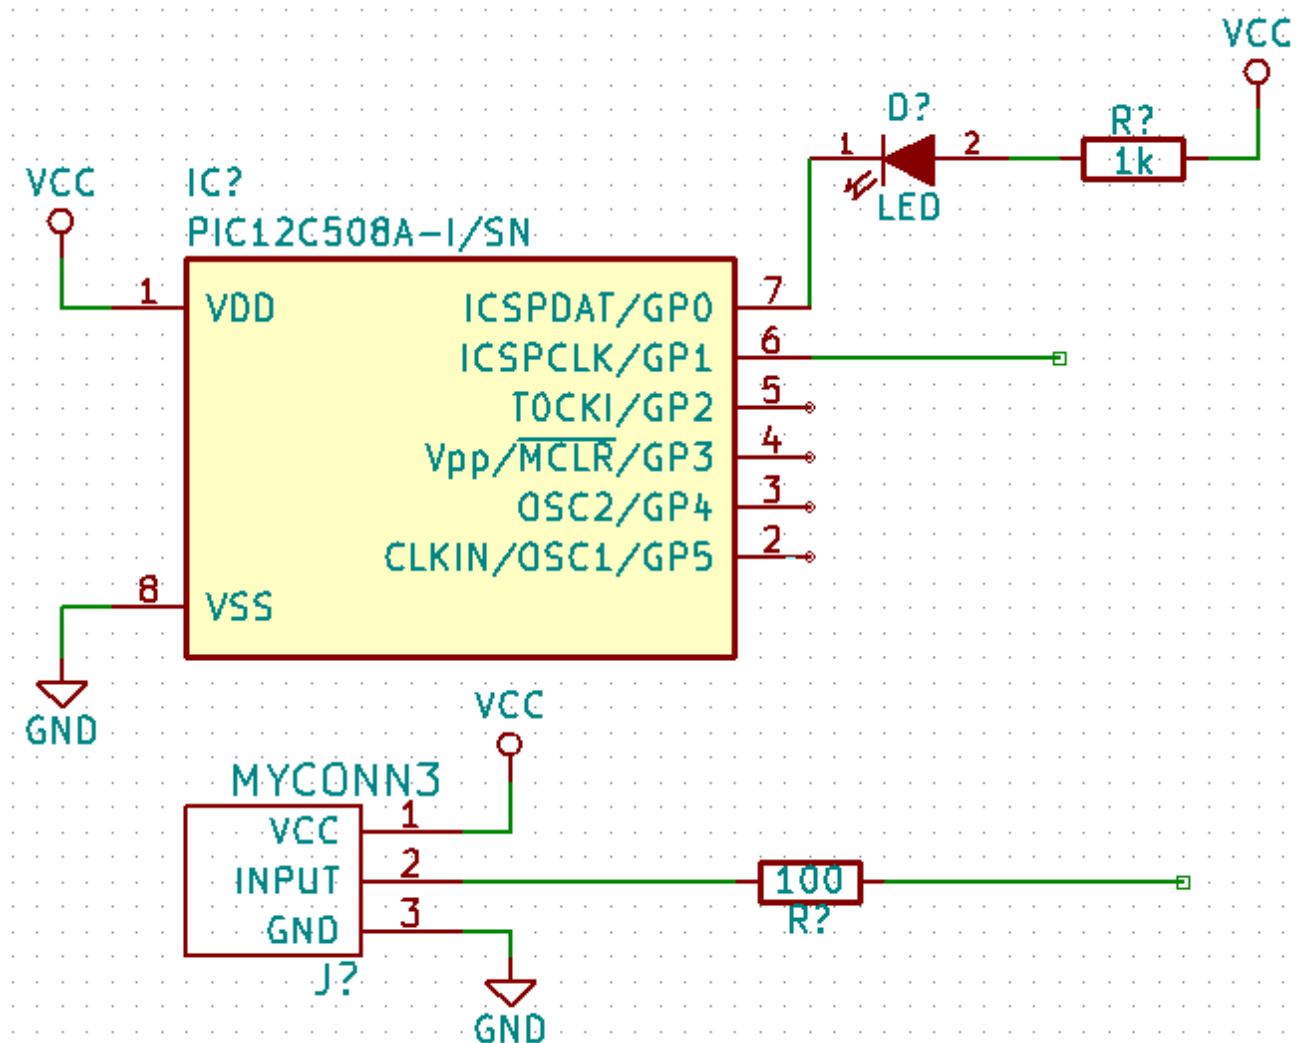 VCC
D?
R?
1 2
1k
VCC
IC?
LED
PIC12C508A-I/SN
1
VDD
ICSPDAT/GP0
7
ICSPCLK/GP1
6
T0CKI/GP2
5
Vpp/MCLR/GP3
4
OSC2/GP4
3
CLKIN/OSC1/GP5
2
8
VSS
GND
VCC
MYCONN3
VCC
1
INPUT
2
100
GND
3
R?
J?
GND